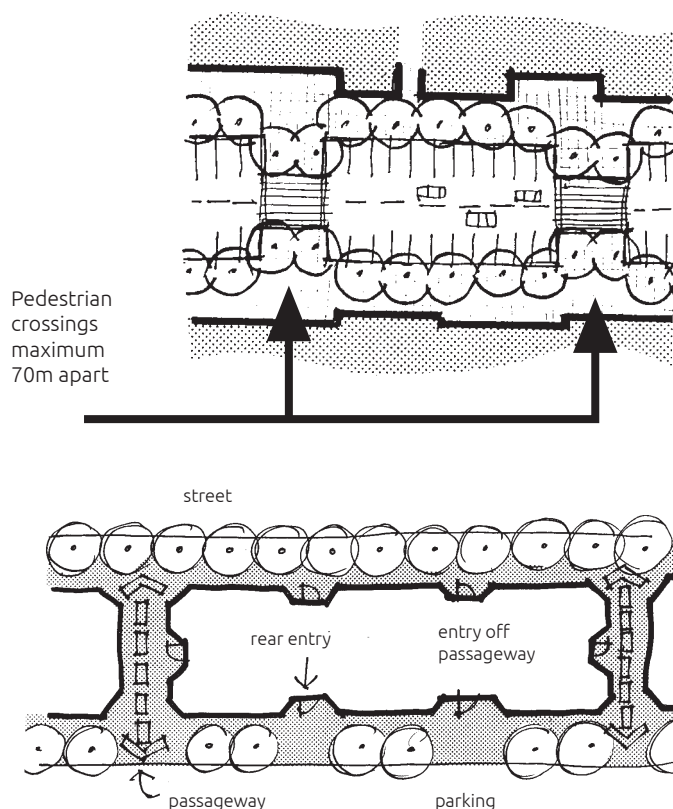 Pedestrian
crossings
maximum
70m apart
street
rear entry
entry off
passageway
passageway
parking